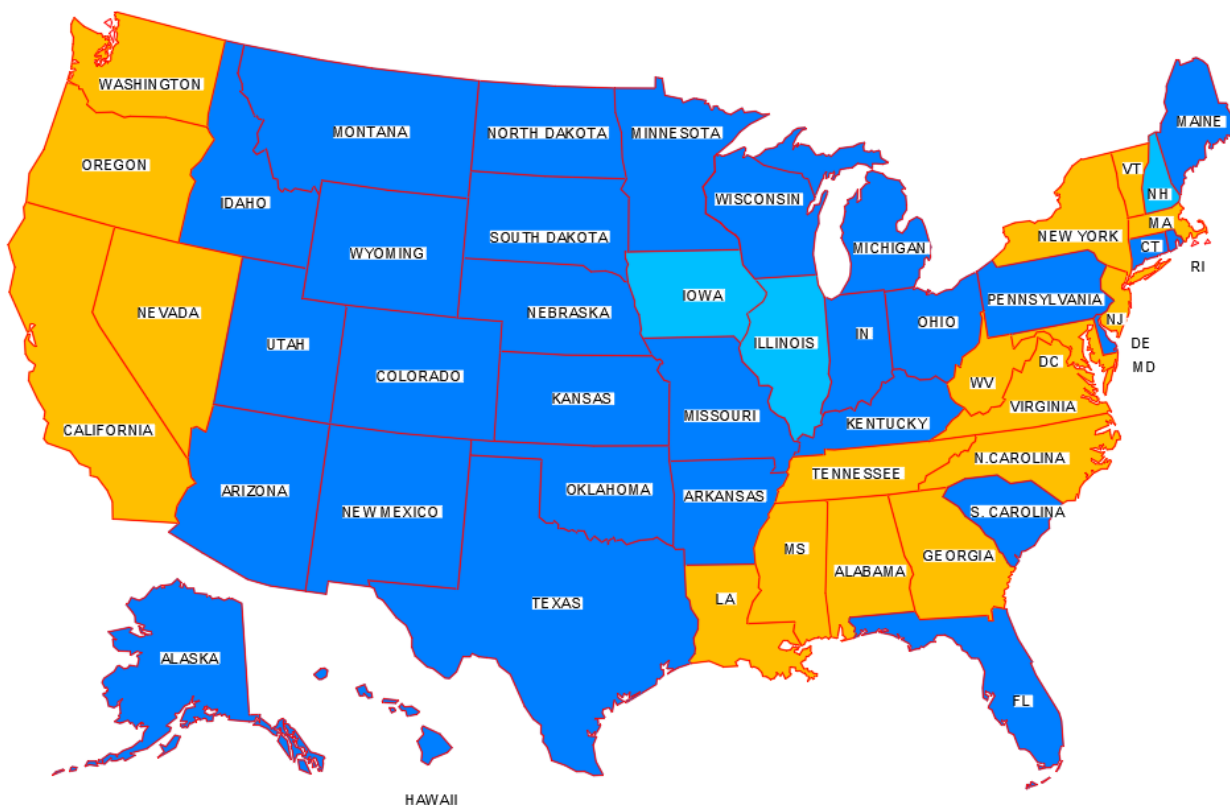 WASHINGTON
MONTANA
NORTH DAKOTA
MINNESOTA
MAINE
OREGON
VT
IDAHO
WISCONSIN
NH
SOUTH DAKOTA
NEW YORK
MA
WYOMING
MICHIGAN
CT
RI
IOWA
PENNSYLVANIA
NEVADA
NEBRASKA
OHIO
NJ
UTAH
ILLINOIS
IN
DE
COLORADO
DC
MD
WV
KANSAS
VIRGINIA
CALIFORNIA
MISSOURI
KENTUCKY
N.CAROLINA
TENNESSEE
ARIZONA
OKLAHOMA
ARKANSAS
NEW MEXICO
S. CAROLINA
MS
GEORGIA
ALABAMA
TEXAS
LA
ALASKA
FL
HAWAII